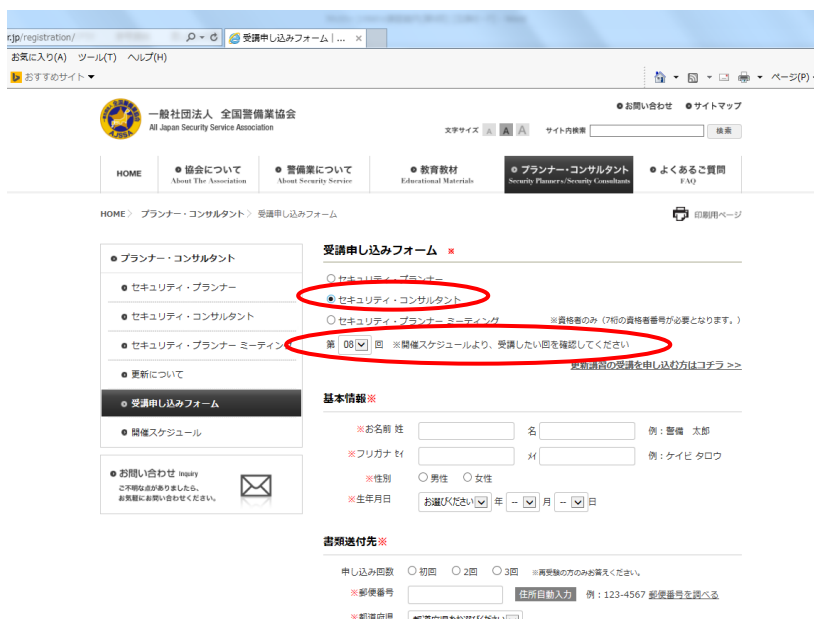 r.jp/registration/
受講申し込みフォーム | ... ×
お気に入り(A) ツール(T) ヘルプ(H)
おすすめサイト ▼
ページ(P)
一般社団法人 全国警備業協会
All Japan Security Service Association
AJSSA
お問い合わせ サイトマップ
文字サイズ A A A サイト内検索 検索
HOME
協会について
About The Association
警備業について
About Security Service
教育教材
Educational Materials
プランナー・コンサルタント
Security Planners/Security Consultants
よくあるご質問
FAQ
HOME〉 プランナー・コンサルタント〉 受講申し込みフォーム
印刷用ページ
プランナー・コンサルタント
セキュリティ・プランナー
セキュリティ・コンサルタント
セキュリティ・プランナー ミーティング
更新について
受講申し込みフォーム
開催スケジュール
お問い合わせ Inquiry
ご不明な点がありましたら、
お気軽にお問い合わせください。
受講申し込みフォーム ※
セキュリティ・プランナー
セキュリティ・コンサルタント
セキュリティ・プランナー ミーティング ※資格者のみ（7桁の資格者番号が必要となります。）
第 08 回 ※開催スケジュールより、受講したい回を確認してください
更新講習の受講を申し込む方はコチラ >>
基本情報※
※お名前 姓 名 例：警備 太郎
※フリガナ ｾｲ ﾒｲ 例：ケイビ タロウ
※性別 男性 女性
※生年月日 お選びください 年 -- 月 -- 日
書類送付先※
申し込み回数 初回 2回 3回 ※再受験の方のみお答えください。
※郵便番号 住所自動入力 例：123-4567 郵便番号を調べる
※都道府県 都道府県をお選びください